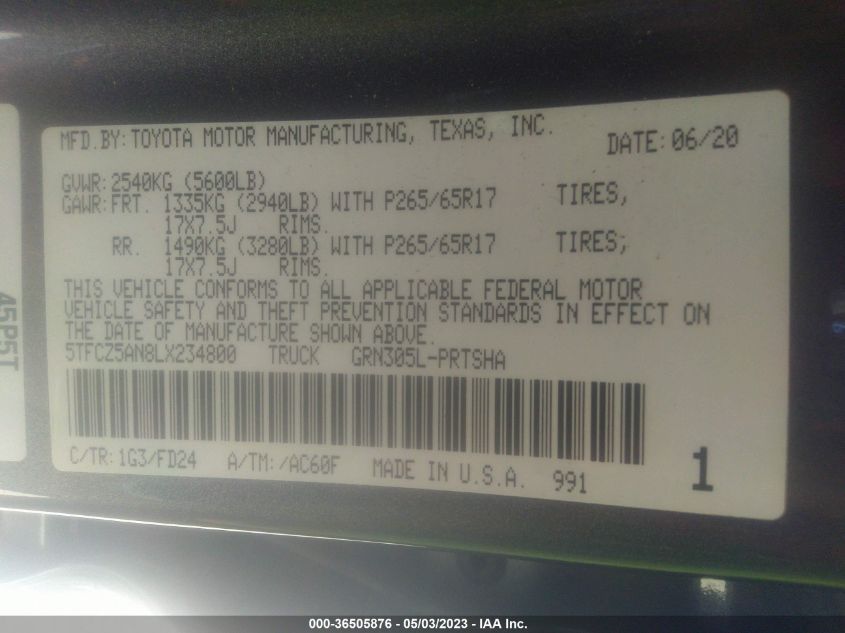 MFD.BY: TOYOTA MOTOR MANUFACTURING, TEXAS, INC. DATE: 06/20
GVWR: 2540KG (5600LB)
GAWR: FRT. 1335KG (2940LB) WITH P265/65R17 TIRES,
17X7.5J RIMS.
RR. 1490KG (3280LB) WITH P265/65R17 TIRES;
17X7.5J RIMS.
THIS VEHICLE CONFORMS TO ALL APPLICABLE FEDERAL MOTOR
VEHICLE SAFETY AND THEFT PREVENTION STANDARDS IN EFFECT ON
THE DATE OF MANUFACTURE SHOWN ABOVE.
5TFCZ5AN8LX234800 TRUCK GRN305L-PRTSHA
C/TR: 1G3/FD24 A/TM: /AC60F MADE IN U.S.A. 991
1
45P5T
000-36505876 - 05/03/2023 - IAA Inc.